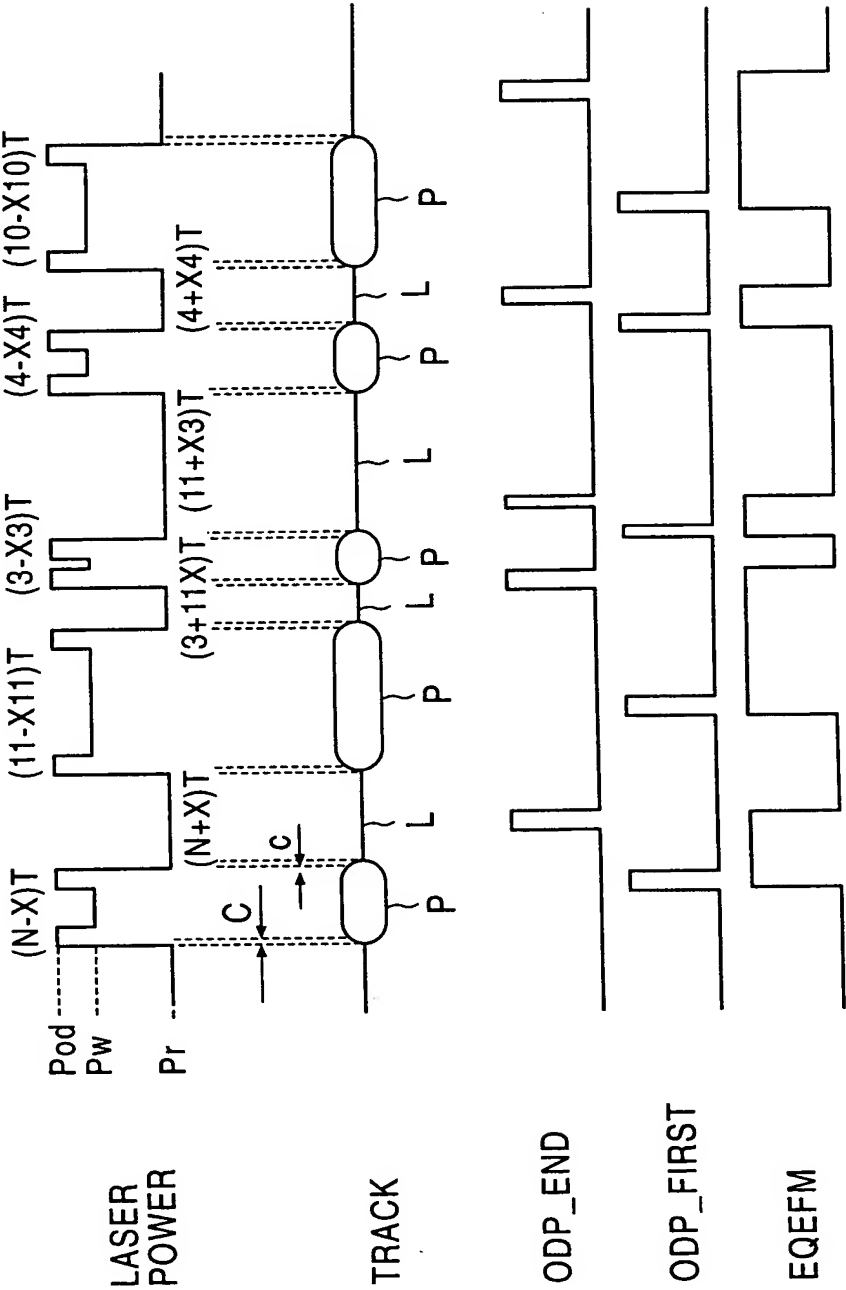 LASER
POWER
Pod
Pw
Pr
(N-X)T
(11-X11)T
(3-X3)T
(4-X4)T
(10-X10)T
C
C
(N+X)T
(3+11X)T
(11+X3)T
(4+X4)T
TRACK
P
L
P
L
P
L
P
L
P
ODP_END
ODP_FIRST
EQEFM